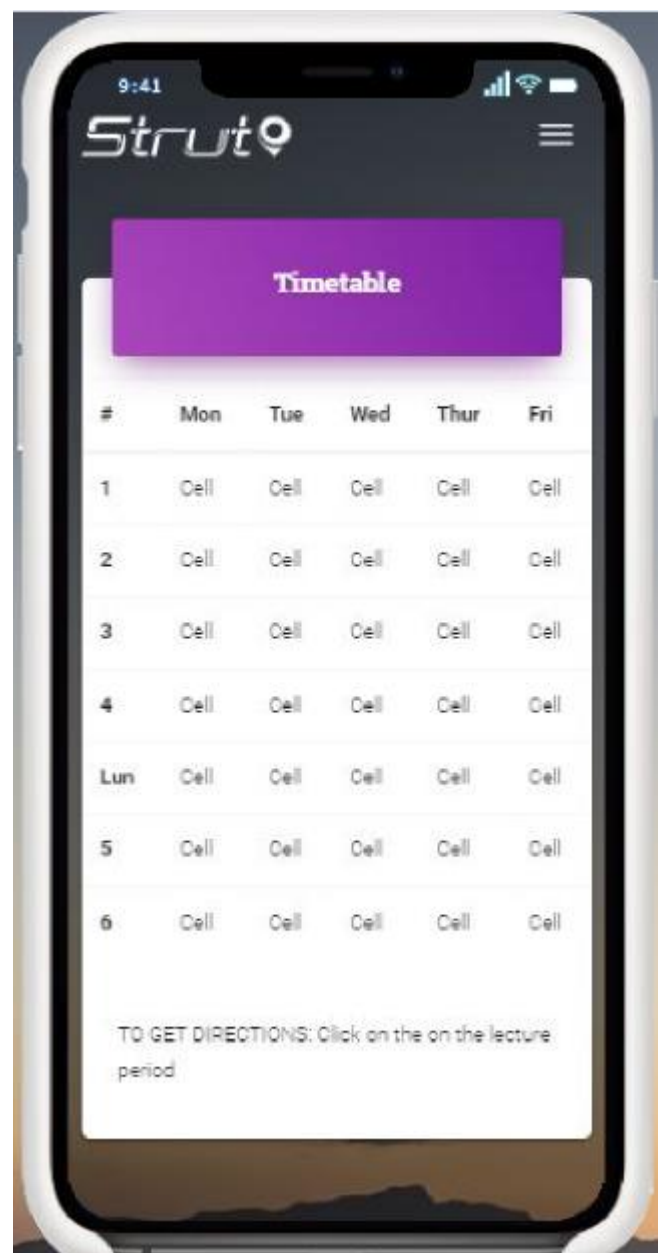 9:41
Strut
Timetable
# Mon Tue Wed Thur Fri
1 Cell Cell Cell Cell Cell
2 Cell Cell Cell Cell Cell
3 Cell Cell Cell Cell Cell
4 Cell Cell Cell Cell Cell
Lun Cell Cell Cell Cell Cell
5 Cell Cell Cell Cell Cell
6 Cell Cell Cell Cell Cell
TO GET DIRECTIONS: Click on the on the lecture
period